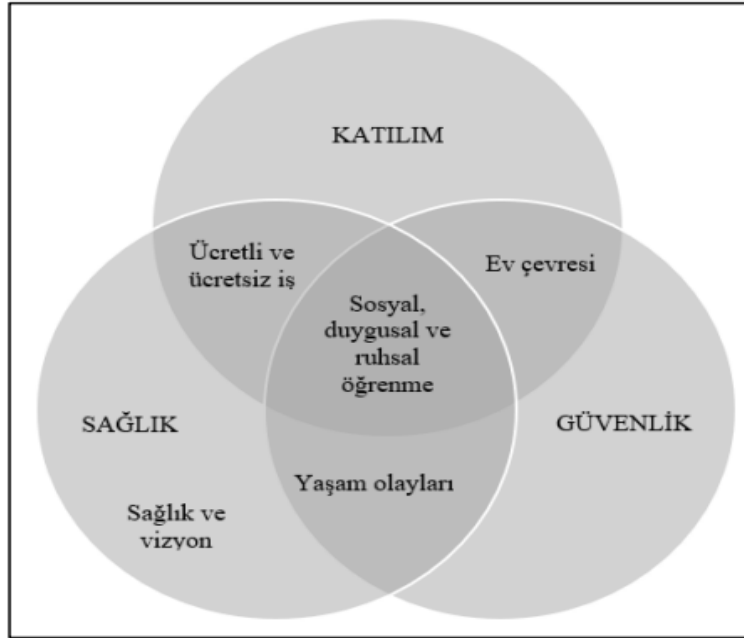 KATILIM
Ücretli ve
ücretsiz iş
Ev çevresi
Sosyal,
duygusal ve
ruhsal
öğrenme
SAĞLIK
GÜVENLİK
Yaşam olayları
Sağlık ve
vizyon